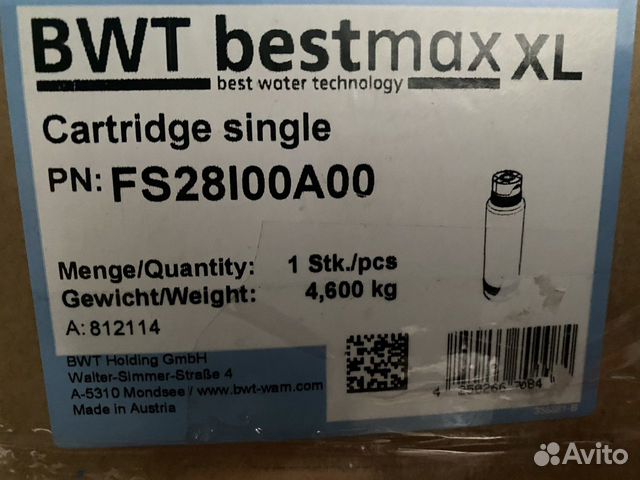 BWT bestmax XL
best water technology
Cartridge single
PN: FS28I00A00
Menge/Quantity: 1 Stk./pcs
Gewicht/Weight: 4,600 kg
A: 812114
BWT Holding GmbH
Walter-Simmer-Straße 4
A-5310 Mondsee / www.bwt-wam.com
Made in Austria
Avito